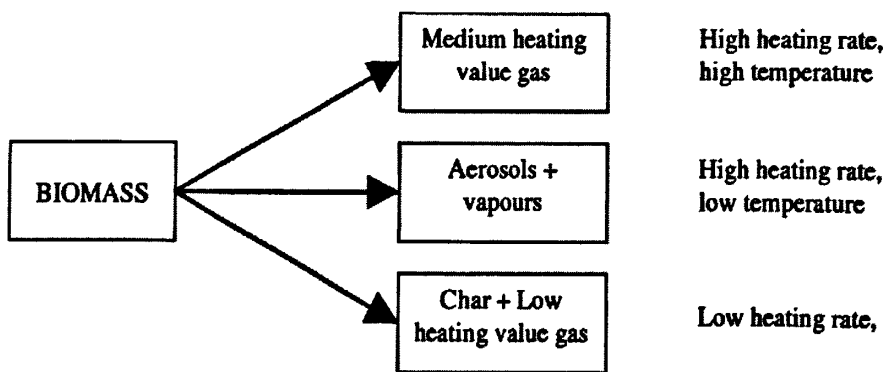 Medium heating
value gas
High heating rate,
high temperature
BIOMASS
Aerosols +
vapours
High heating rate,
low temperature
Char + Low
heating value gas
Low heating rate,